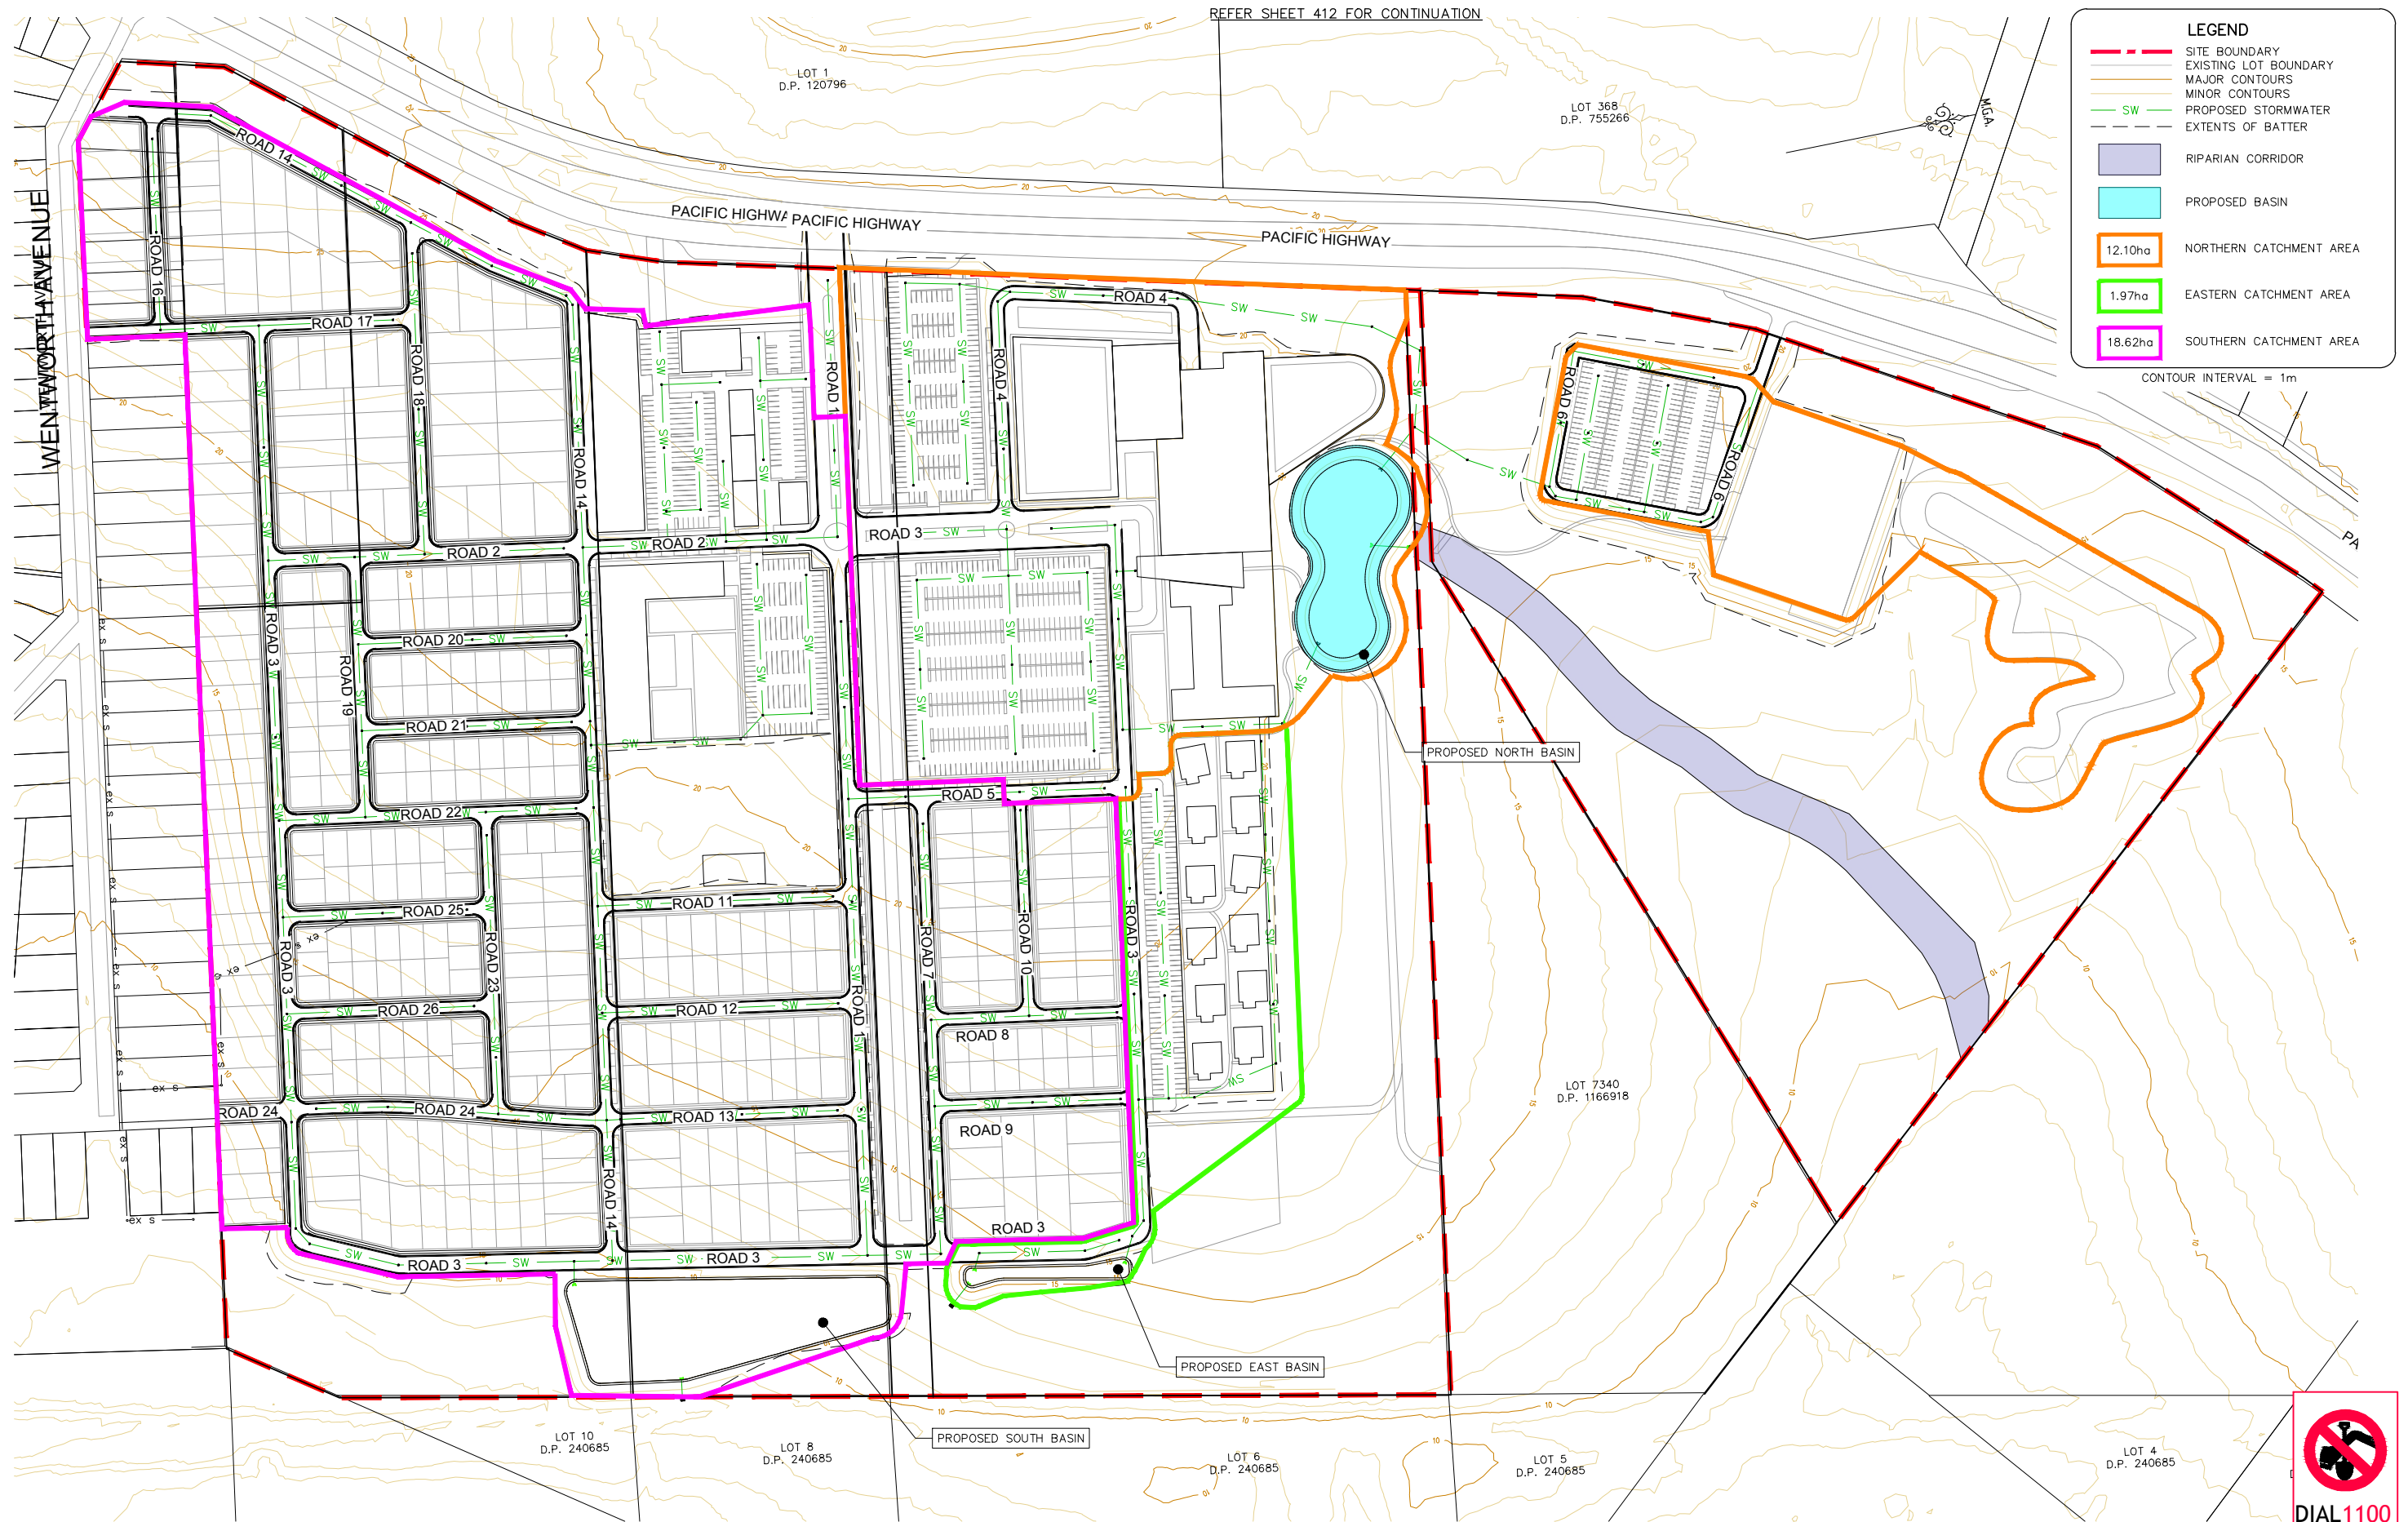 REFER SHEET 412 FOR CONTINUATION
LEGEND
SITE BOUNDARY
EXISTING LOT BOUNDARY
MAJOR CONTOURS
MINOR CONTOURS
SW PROPOSED STORMWATER
EXTENTS OF BATTER
RIPARIAN CORRIDOR
PROPOSED BASIN
12.10ha NORTHERN CATCHMENT AREA
1.97ha EASTERN CATCHMENT AREA
18.62ha SOUTHERN CATCHMENT AREA
CONTOUR INTERVAL = 1m
LOT 1
D.P. 120796
LOT 368
D.P. 755266
M.G.A.
PACIFIC HIGHWA
PACIFIC HIGHWAY
PACIFIC HIGHWAY
PA
WENTWORTH AVENUE
ROAD 14
ROAD 16
ROAD 17
ROAD 18
ROAD 14
ROAD 1
ROAD 4
ROAD 4
ROAD 6
ROAD 6
ROAD 2
ROAD 2
ROAD 3
ROAD 3
ROAD 20
ROAD 19
ROAD 21
ROAD 22
ROAD 5
PROPOSED NORTH BASIN
ROAD 25
ROAD 11
ROAD 3
ROAD 23
ROAD 7
ROAD 10
ROAD 3
ROAD 26
ROAD 12
ROAD 1
ROAD 8
ROAD 24
ROAD 24
ROAD 13
ROAD 9
ROAD 14
ROAD 3
ROAD 3
ROAD 3
LOT 7340
D.P. 1166918
PROPOSED EAST BASIN
PROPOSED SOUTH BASIN
LOT 10
D.P. 240685
LOT 8
D.P. 240685
LOT 6
D.P. 240685
LOT 5
D.P. 240685
LOT 4
D.P. 240685
DIAL1100